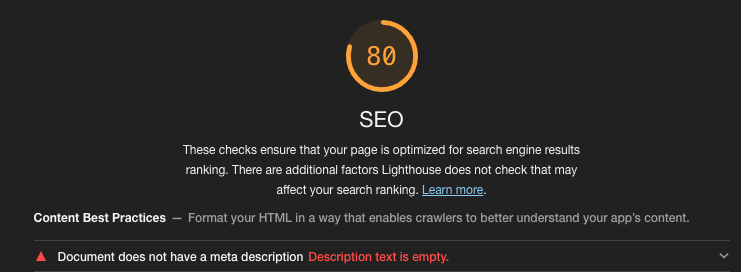 80
SEO
These checks ensure that your page is optimized for search engine results
ranking. There are additional factors Lighthouse does not check that may
affect your search ranking. Learn more.
Content Best Practices — Format your HTML in a way that enables crawlers to better understand your app's content.
Document does not have a meta description Description text is empty.